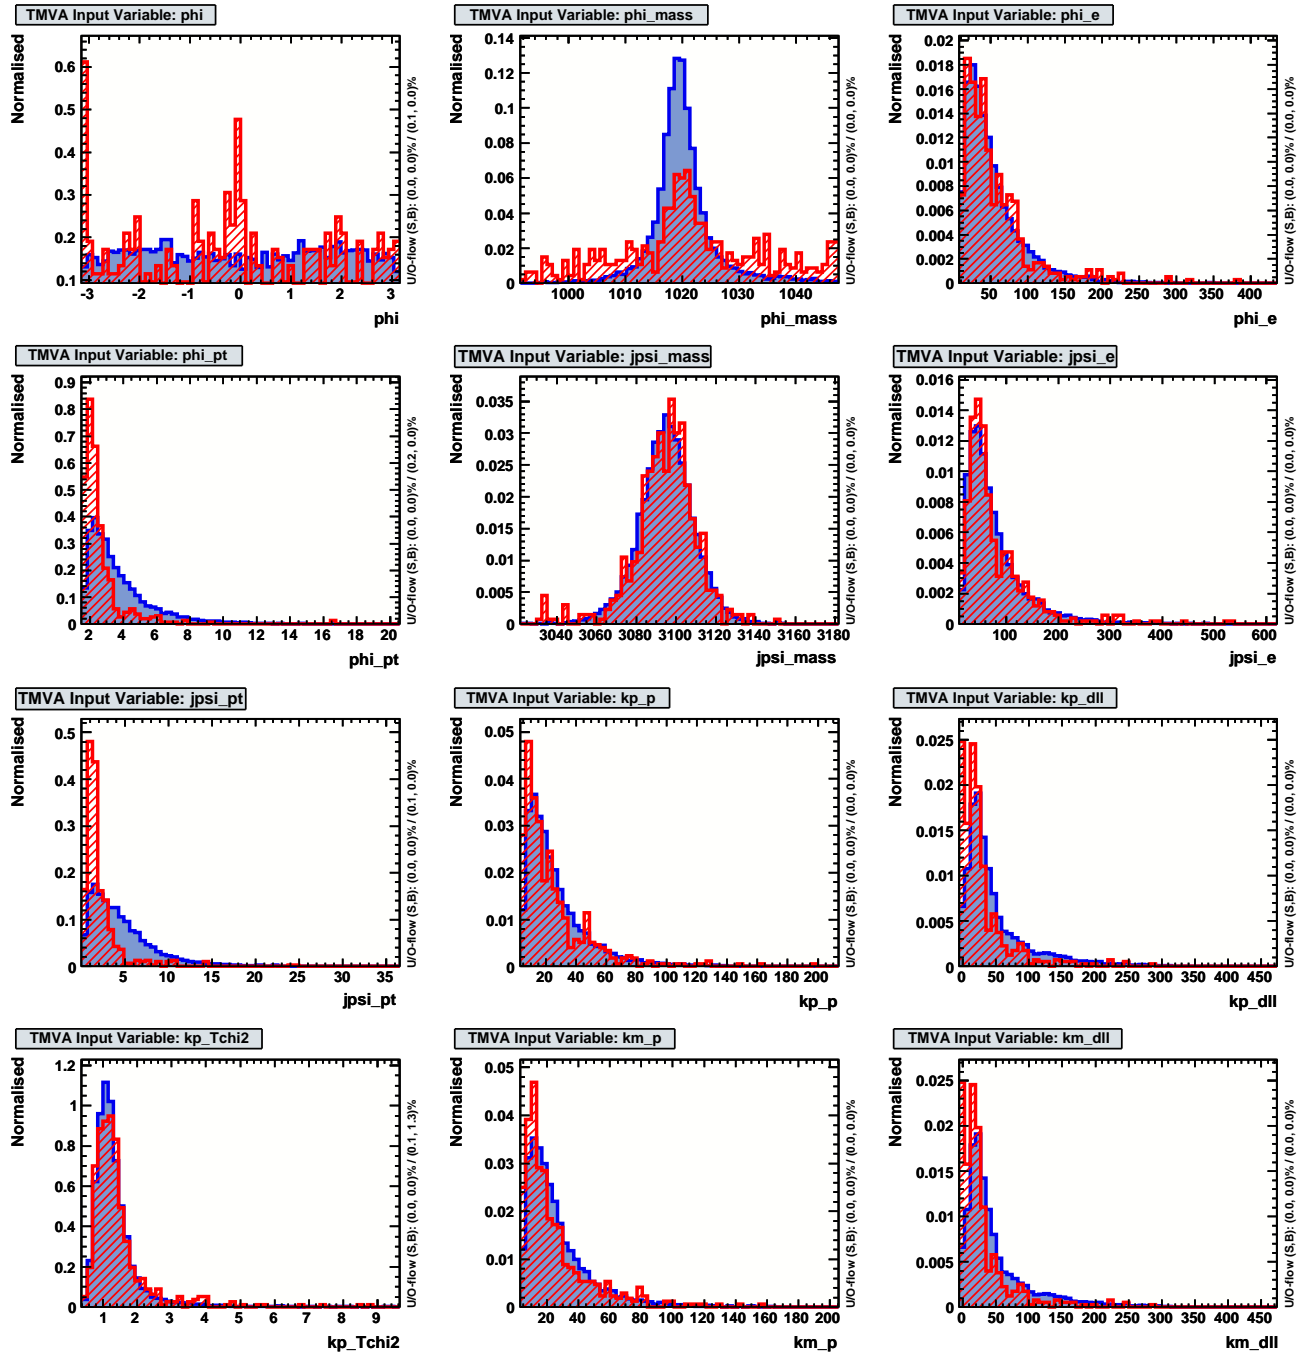 TMVA Input Variable: phi
Normalised
0.6
0.5
0.4
0.3
0.2
0.1
-3 -2 -1 0 1 2 3
phi
U/O-flow (S,B): (0.0, 0.0)% / (0.1, 0.0)%
TMVA Input Variable: phi_mass
Normalised
0.14
0.12
0.1
0.08
0.06
0.04
0.02
0
1000 1010 1020 1030 1040
phi_mass
U/O-flow (S,B): (0.0, 0.0)% / (0.0, 0.0)%
TMVA Input Variable: phi_e
Normalised
0.02
0.018
0.016
0.014
0.012
0.01
0.008
0.006
0.004
0.002
0
50 100 150 200 250 300 350 400
phi_e
U/O-flow (S,B): (0.0, 0.0)% / (0.0, 0.0)%
TMVA Input Variable: phi_pt
Normalised
0.9
0.8
0.7
0.6
0.5
0.4
0.3
0.2
0.1
0
2 4 6 8 10 12 14 16 18 20
phi_pt
U/O-flow (S,B): (0.0, 0.0)% / (0.2, 0.0)%
TMVA Input Variable: jpsi_mass
Normalised
0.035
0.03
0.025
0.02
0.015
0.01
0.005
0
3040 3060 3080 3100 3120 3140 3160 3180
jpsi_mass
U/O-flow (S,B): (0.0, 0.0)% / (0.0, 0.0)%
TMVA Input Variable: jpsi_e
Normalised
0.016
0.014
0.012
0.01
0.008
0.006
0.004
0.002
0
100 200 300 400 500 600
jpsi_e
U/O-flow (S,B): (0.0, 0.0)% / (0.0, 0.0)%
TMVA Input Variable: jpsi_pt
Normalised
0.5
0.4
0.3
0.2
0.1
0
5 10 15 20 25 30 35
jpsi_pt
U/O-flow (S,B): (0.0, 0.0)% / (0.1, 0.0)%
TMVA Input Variable: kp_p
Normalised
0.05
0.04
0.03
0.02
0.01
0
20 40 60 80 100 120 140 160 180 200
kp_p
U/O-flow (S,B): (0.0, 0.0)% / (0.0, 0.0)%
TMVA Input Variable: kp_dll
Normalised
0.025
0.02
0.015
0.01
0.005
0
0 50 100 150 200 250 300 350 400 450
kp_dll
U/O-flow (S,B): (0.0, 0.0)% / (0.0, 0.0)%
TMVA Input Variable: kp_Tchi2
Normalised
1.2
1
0.8
0.6
0.4
0.2
0
1 2 3 4 5 6 7 8 9
kp_Tchi2
U/O-flow (S,B): (0.0, 0.0)% / (0.1, 1.3)%
TMVA Input Variable: km_p
Normalised
0.05
0.04
0.03
0.02
0.01
0
20 40 60 80 100 120 140 160 180 200
km_p
U/O-flow (S,B): (0.0, 0.0)% / (0.0, 0.0)%
TMVA Input Variable: km_dll
Normalised
0.025
0.02
0.015
0.01
0.005
0
0 50 100 150 200 250 300 350 400 450
km_dll
U/O-flow (S,B): (0.0, 0.0)% / (0.0, 0.0)%